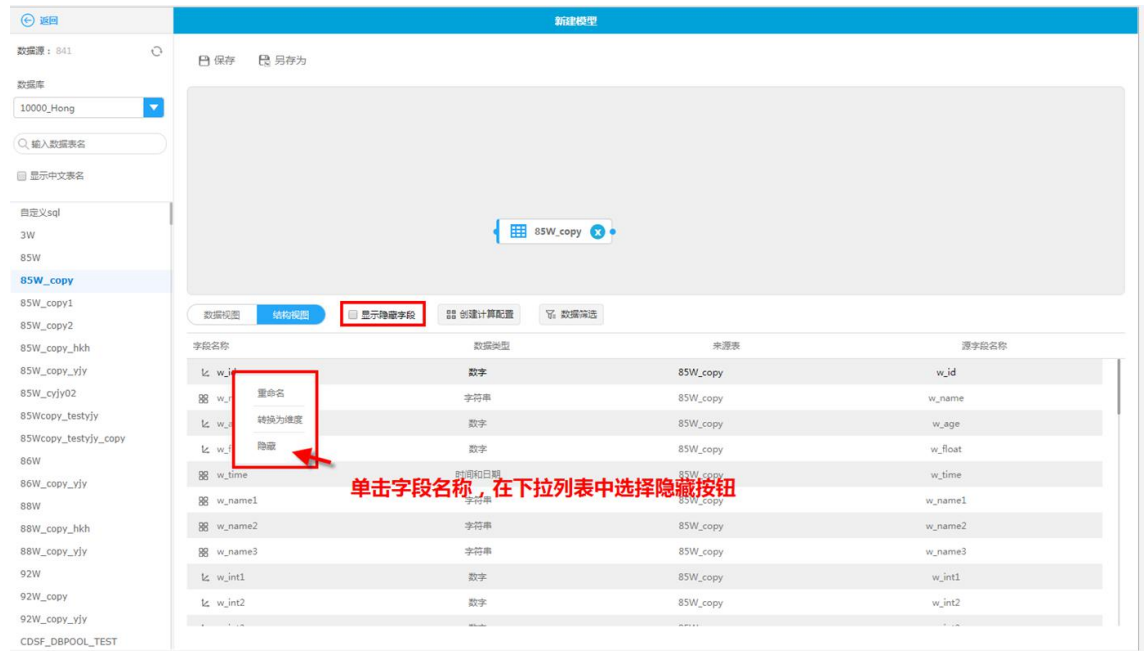 返回
新建模型
数据源：841
保存 另存为
数据库
10000_Hong
输入数据表名
显示中文表名
自定义sql
3W
85W
85W_copy
85W_copy1
85W_copy2
85W_copy_hkh
85W_copy_yjy
85W_cyjy02
85Wcopy_testyjy
85Wcopy_testyjy_copy
86W
86W_copy_yjy
88W
88W_copy_hkh
88W_copy_yjy
92W
92W_copy
92W_copy_yjy
CDSF_DBPOOL_TEST
85W_copy
数据视图 结构视图 显示隐藏字段 创建计算配置 数据筛选
字段名称 数据类型 来源表 源字段名称
数字 85W_copy w_id
字符串 85W_copy w_name
数字 85W_copy w_age
数字 85W_copy w_float
w_time 时间和日期 85W_copy w_time
w_name1 字符串 85W_copy w_name1
w_name2 字符串 85W_copy w_name2
w_name3 字符串 85W_copy w_name3
w_int1 数字 85W_copy w_int1
w_int2 数字 85W_copy w_int2
重命名
转换为维度
隐藏
单击字段名称，在下拉列表中选择隐藏按钮